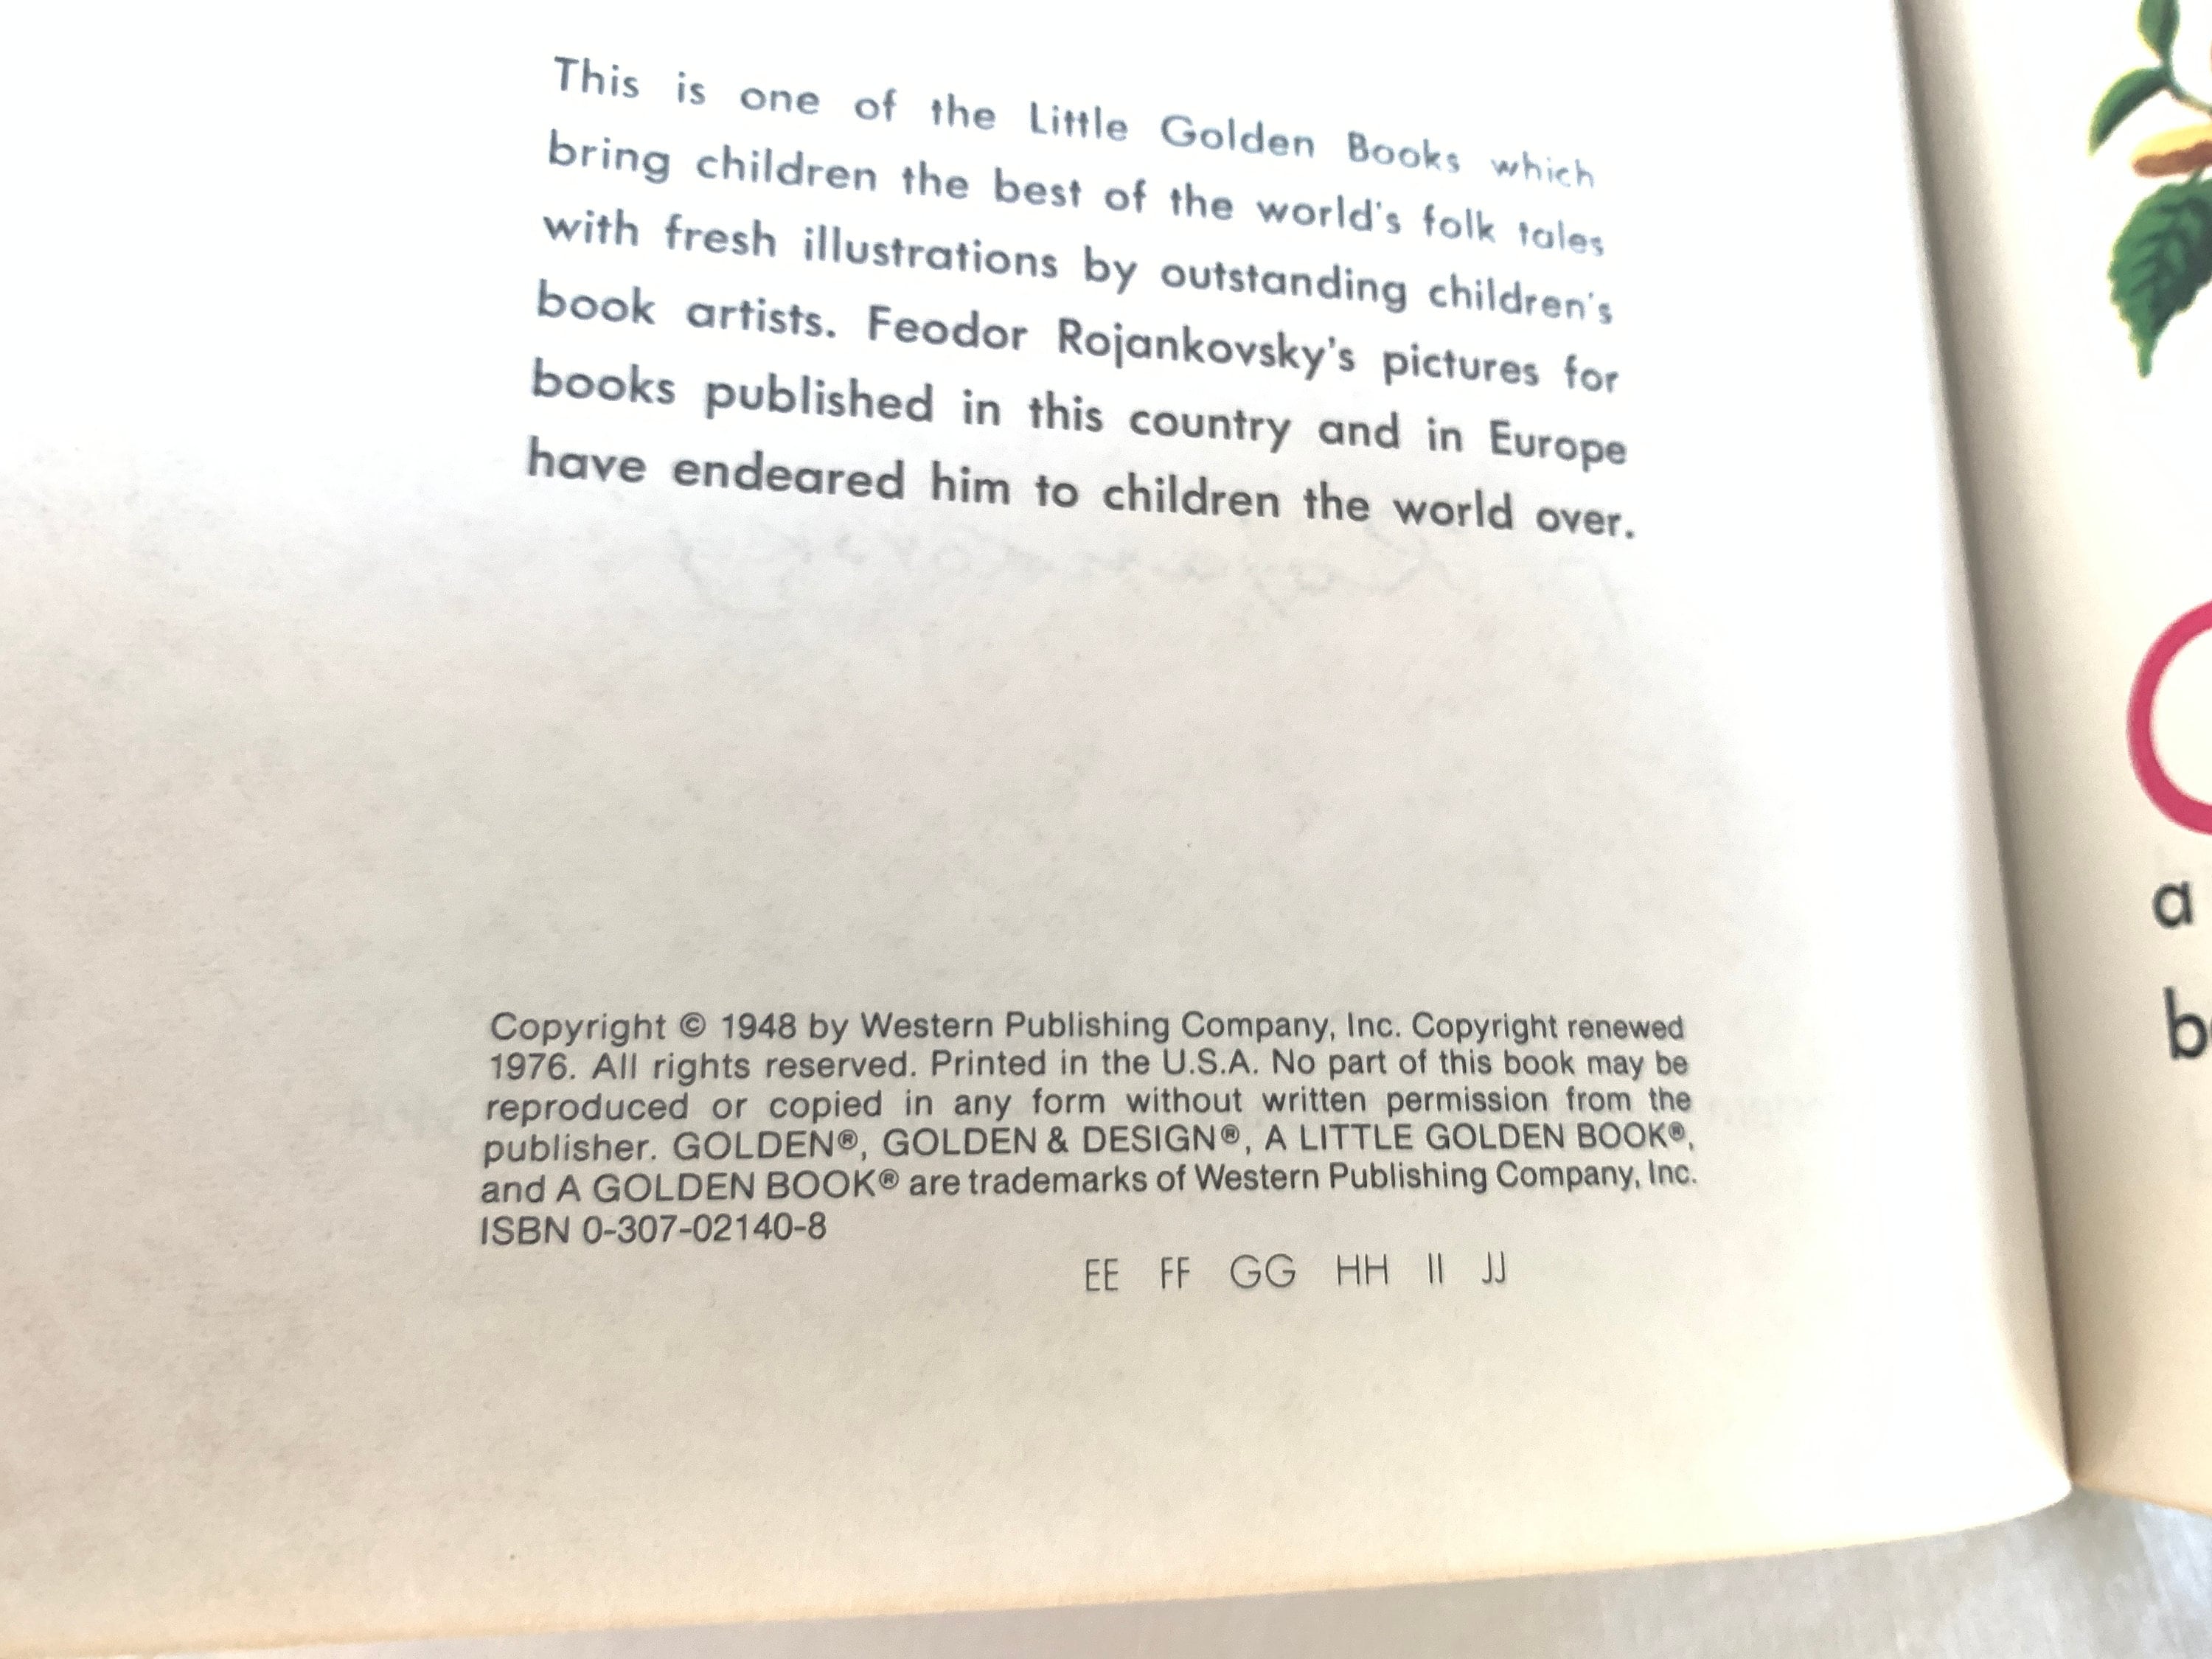 This is one of the Little Golden Books which
bring children the best of the world's folk tales
with fresh illustrations by outstanding children's
book artists. Feodor Rojankovsky's pictures for
books published in this country and in Europe
have endeared him to children the world over.
Copyright © 1948 by Western Publishing Company, Inc. Copyright renewed
1976. All rights reserved. Printed in the U.S.A. No part of this book may be
reproduced or copied in any form without written permission from the
publisher. GOLDEN®, GOLDEN & DESIGN®, A LITTLE GOLDEN BOOK®,
and A GOLDEN BOOK® are trademarks of Western Publishing Company, Inc.
ISBN 0-307-02140-8
EE FF GG HH II JJ
a